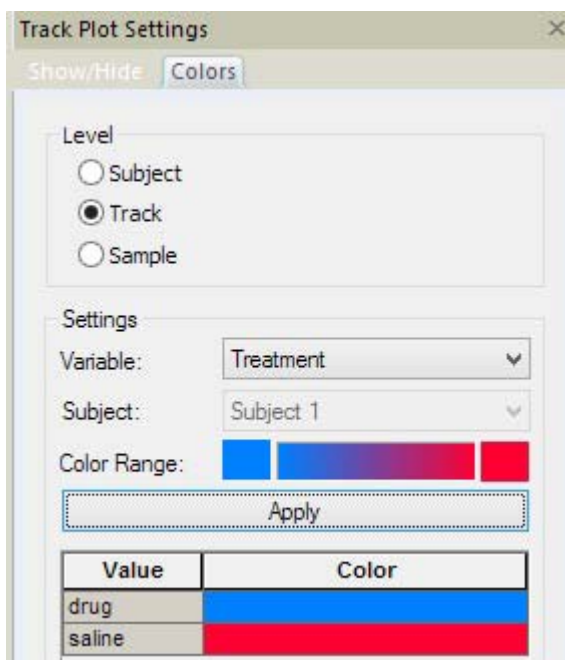 Track Plot Settings
Show/Hide Colors
Level
Subject
Track
Sample
Settings
Variable: Treatment
Subject: Subject 1
Color Range:
Apply
Value Color
drug
saline